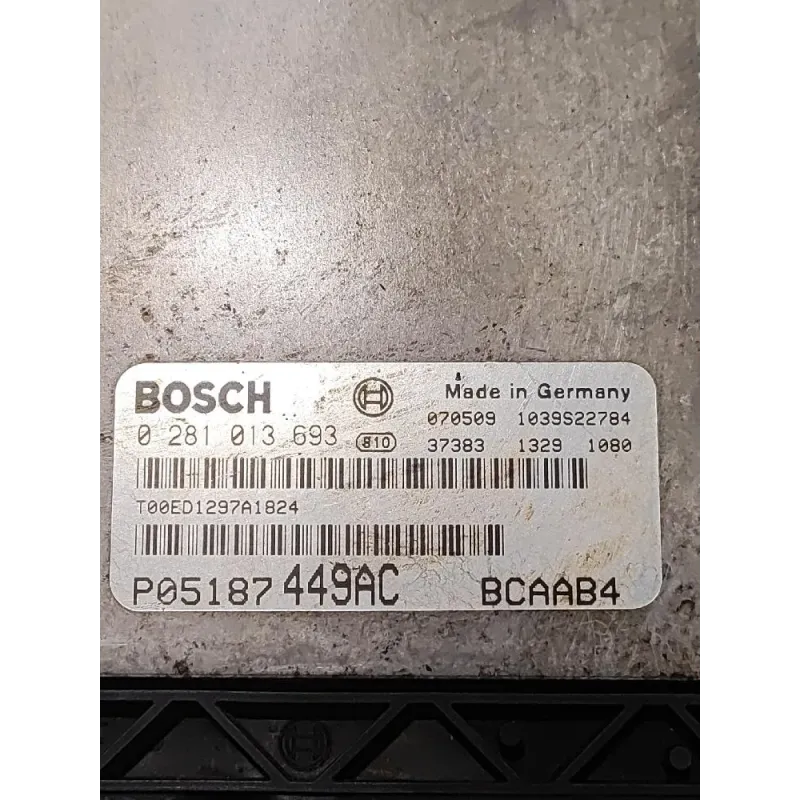 BOSCH Made in Germany
0 281 013 693 810 070509 1039S22784
37383 1329 1080
T00ED1297A1824
P05187449AC BCAAB4